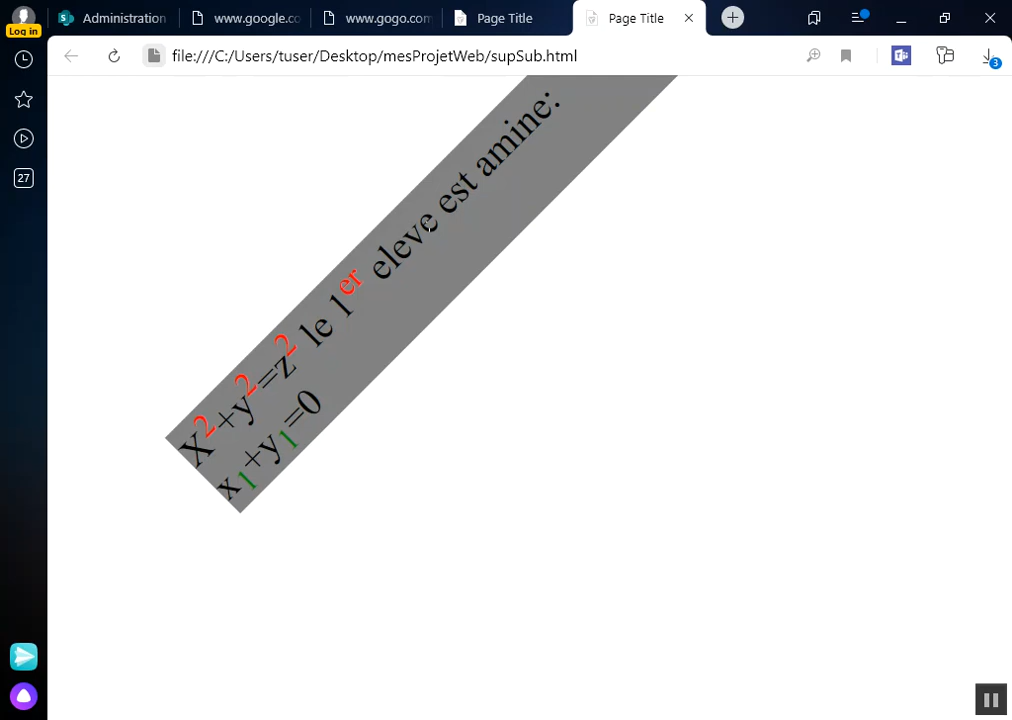 Administration
www.google.co
www.gogo.com
Page Title
Page Title
Log in
file:///C:/Users/tuser/Desktop/mesProjetWeb/supSub.html
3
27
X²+y²=z² le 1er eleve est amine:
x₁+y₁=0